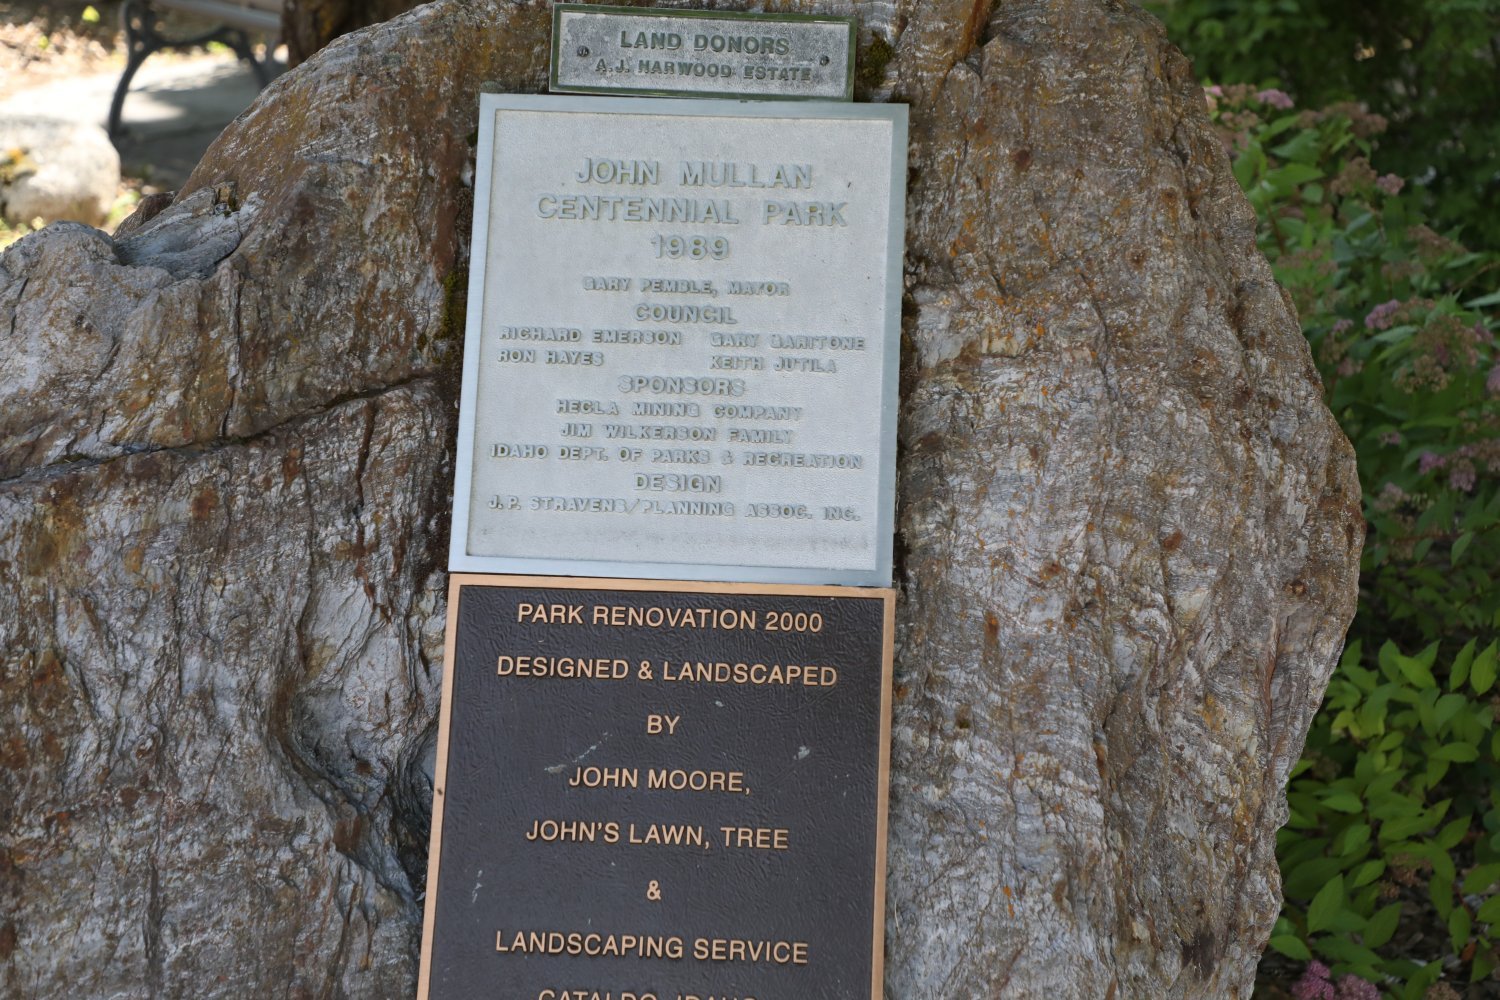 LAND DONORS
A.J. HARWOOD ESTATE
JOHN MULLAN
CENTENNIAL PARK
1989
GARY PEMBLE, MAYOR
COUNCIL
RICHARD EMERSON GARY BARITONE
RON HAYES KEITH JUTILA
SPONSORS
HECLA MINING COMPANY
JIM WILKERSON FAMILY
IDAHO DEPT. OF PARKS & RECREATION
DESIGN
J.P. STRAVENS/PLANNING ASSOC. INC.
PARK RENOVATION 2000
DESIGNED & LANDSCAPED
BY
JOHN MOORE,
JOHN'S LAWN, TREE
&
LANDSCAPING SERVICE
CATALDO, IDAHO